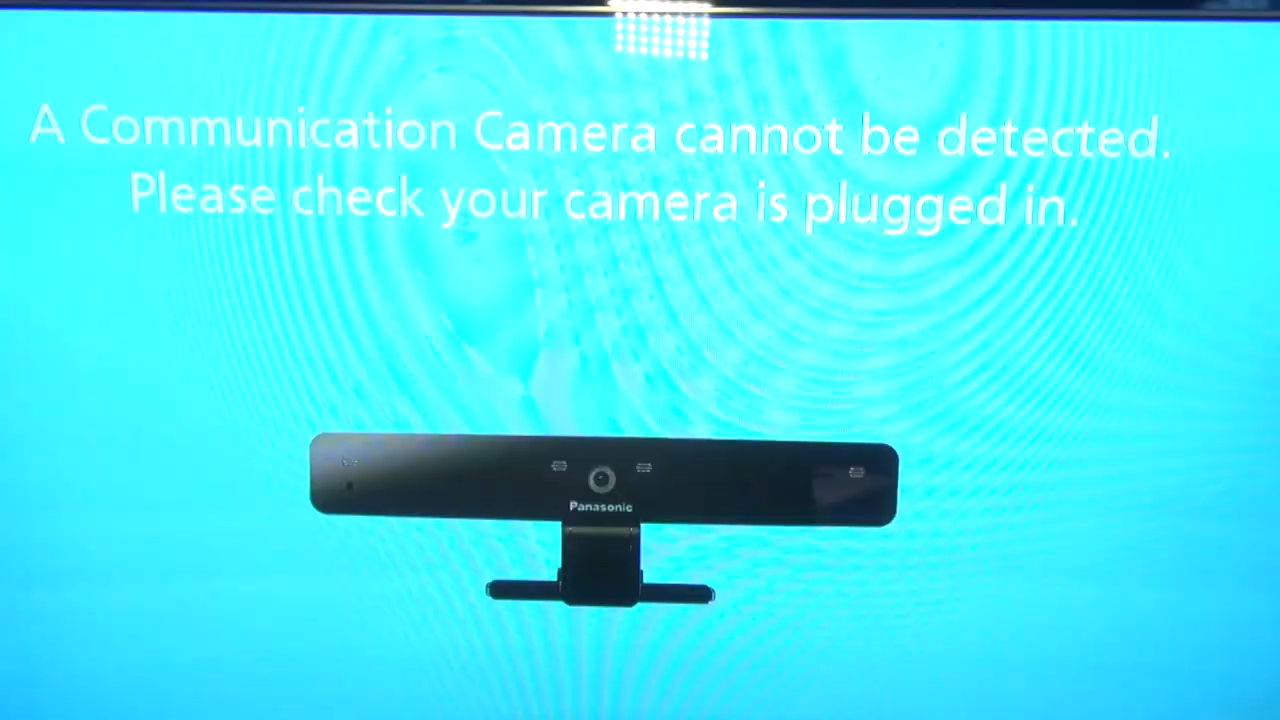 A Communication Camera cannot be detected.
Please check your camera is plugged in.
Panasonic